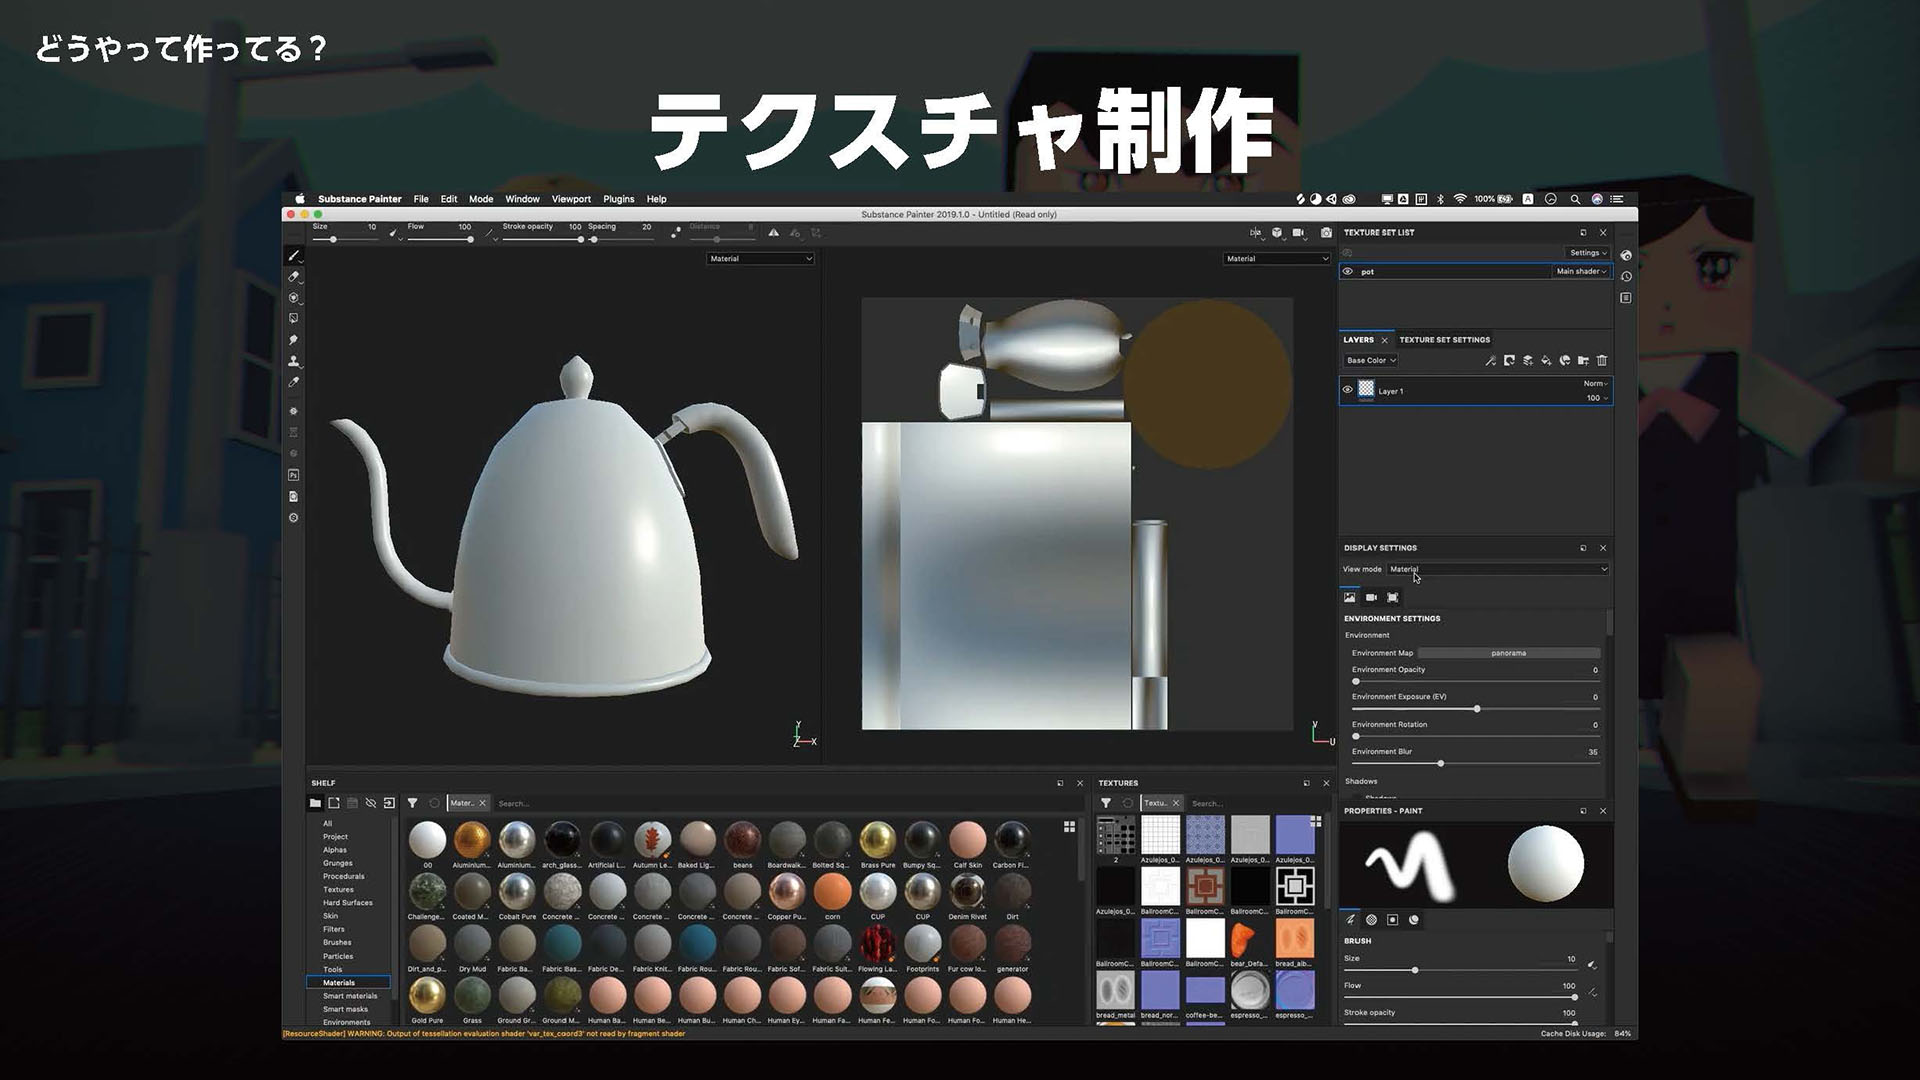 どうやって作ってる？
テクスチャ制作
Substance Painter File Edit Mode Window Viewport Plugins Help 100%
Substance Painter 2019.1.0 - Untitled (Read only)
Size 10 Flow 100 Stroke opacity 100 Spacing 20 Distance 8
Material
Material
TEXTURE SET LIST
Settings
pot Main shader
LAYERS TEXTURE SET SETTINGS
Base Color
Layer 1 Norm
100
DISPLAY SETTINGS
View mode Material
ENVIRONMENT SETTINGS
Environment
Environment Map panorama
Environment Opacity 0
Environment Exposure (EV) 0
Environment Rotation 0
Environment Blur 35
Shadows
Y
Z X
V
U
SHELF
Mater... Search...
All
Project
Alphas
Grunges
Procedurals
Textures
Hard Surfaces
Skin
Filters
Brushes
Particles
Tools
Materials
Smart materials
Smart masks
Environments
00 Aluminium... Aluminium... arch_glass... Artificial L... Autumn Le... Baked Lig... beans Boardwalk... Bolted Sq... Brass Pure Bumpy Sq... Calf Skin Carbon Fi...
Challenge... Coated M... Cobalt Pure Concrete ... Concrete ... Concrete ... Concrete ... Concrete ... Copper Pu... corn CUP CUP Denim Rivet Dirt
Dirt_and_p... Dry Mud Fabric Ba... Fabric Bas... Fabric De... Fabric Knit... Fabric Rou... Fabric Rou... Fabric Sof... Fabric Suit... Flowing La... Footprints Fur cow lo... generator
Gold Pure Grass Ground Gr... Ground M... Human Ba... Human Be... Human Bu... Human Ch... Human Ey... Human Fa... Human Fe... Human Fo... Human Fo... Human He...
TEXTURES
Textu... Search...
2 Azulejos_0... Azulejos_0... Azulejos_0... Azulejos_0...
Azulejos_0... BallroomC... BallroomC... BallroomC... BallroomC...
BallroomC... BallroomC... BallroomC... bear_Defa... bread_alb...
bread_metal bread_nor... coffee-be... espresso_... espresso_...
PROPERTIES - PAINT
BRUSH
Size 10
Flow 100
Stroke opacity 100
[ResourceShader] WARNING: Output of tessellation evaluation shader 'var_tex_coord3' not read by fragment shader
Cache Disk Usage: 84%